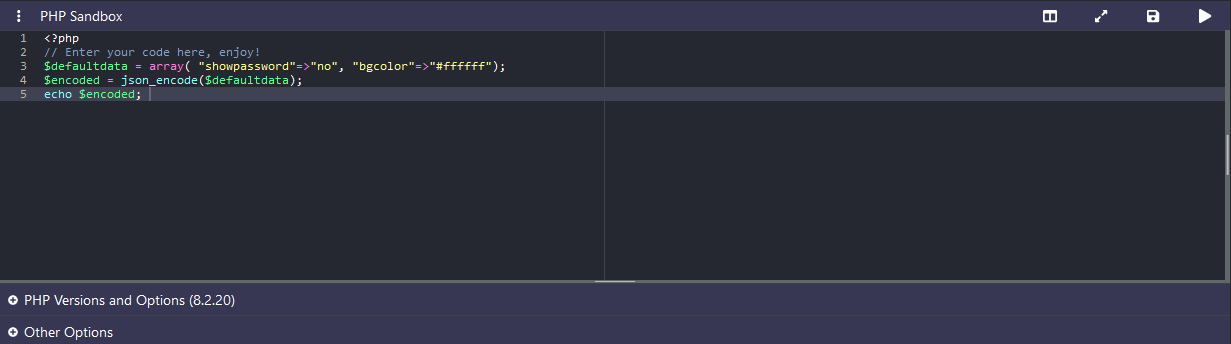 PHP Sandbox
1 <?php
2 // Enter your code here, enjoy!
3 $defaultdata = array( "showpassword"=>"no", "bgcolor"=>"#ffffff");
4 $encoded = json_encode($defaultdata);
5 echo $encoded;
PHP Versions and Options (8.2.20)
Other Options